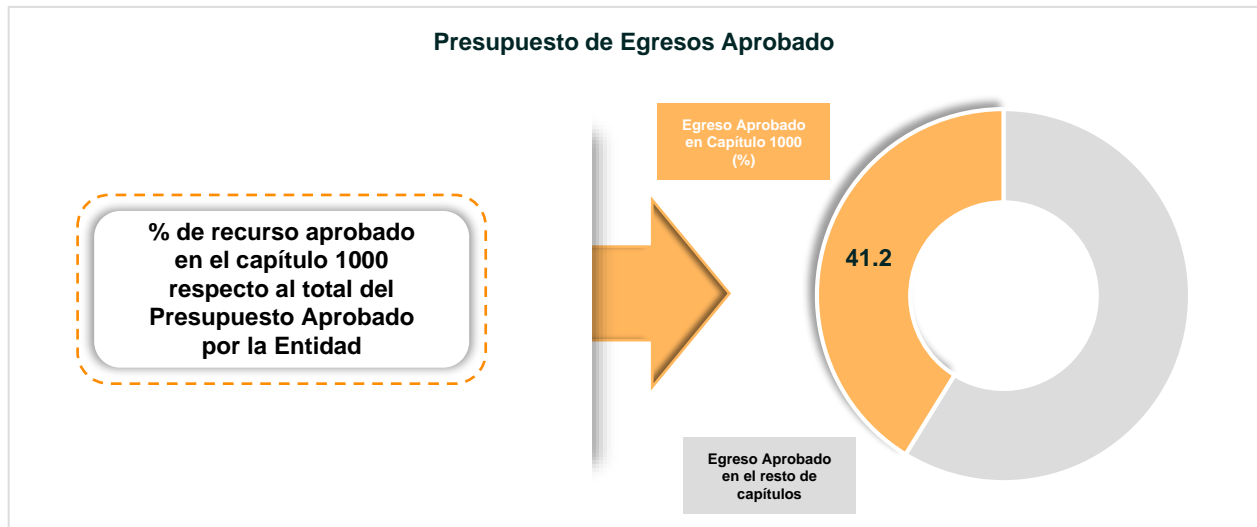 Presupuesto de Egresos Aprobado
Egreso Aprobado
en Capítulo 1000
(%)
% de recurso aprobado
en el capítulo 1000
respecto al total del
Presupuesto Aprobado
por la Entidad
41.2
Egreso Aprobado
en el resto de
capítulos